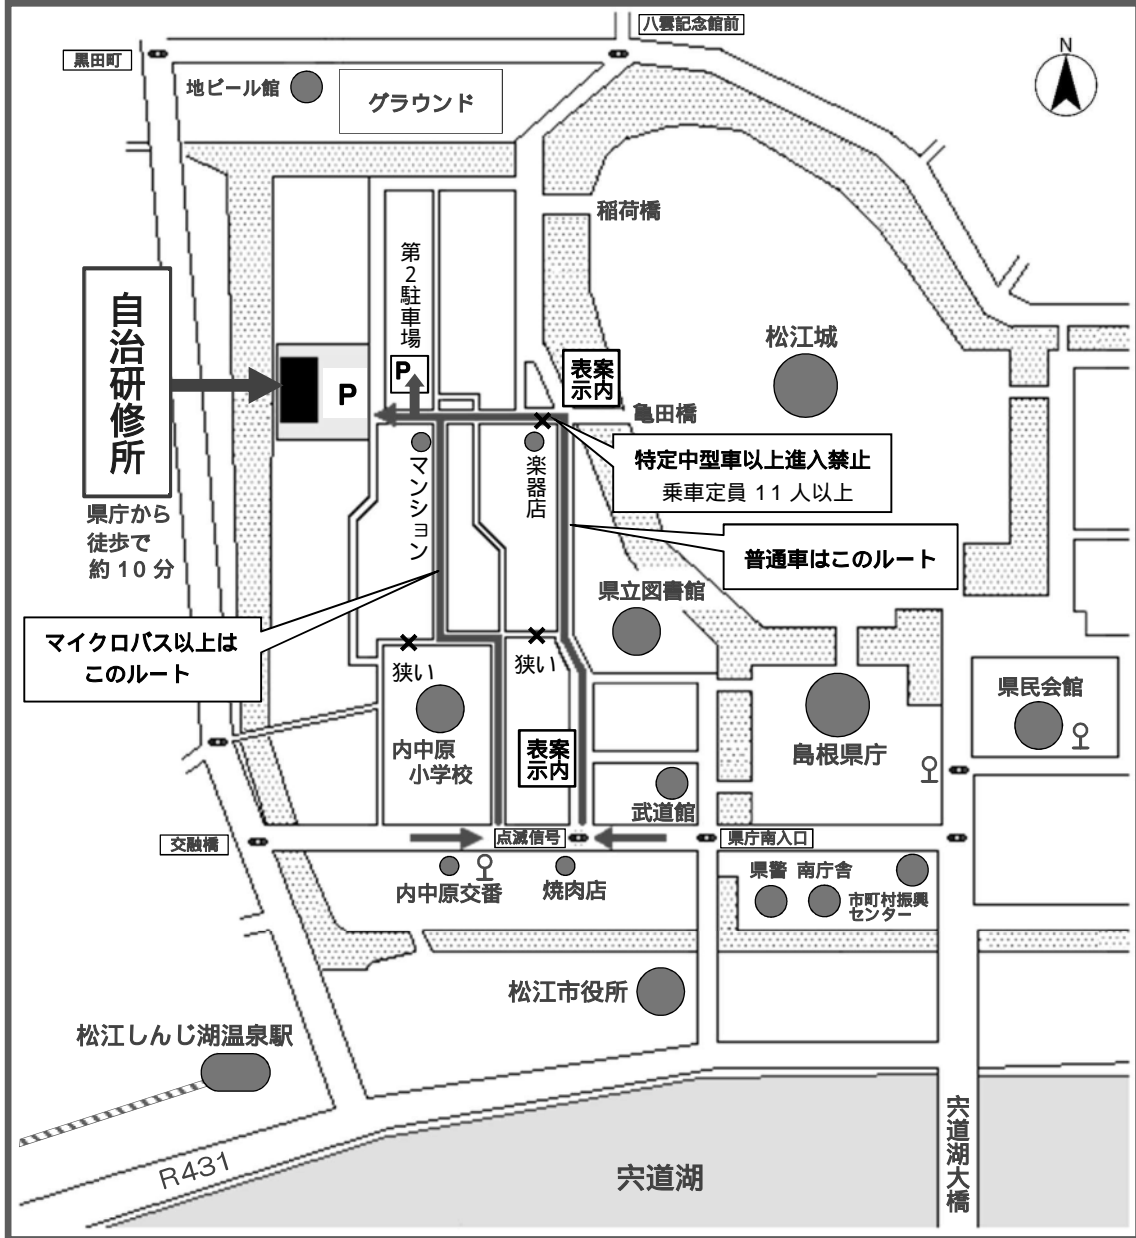 八雲記念館前
黒田町
N
地ビール館
グラウンド
稲荷橋
第2駐車場
自治研修所
松江城
案内
表示
P
P
亀田橋
特定中型車以上進入禁止
乗車定員 11 人以上
マンション
楽器店
県庁から
徒歩で
約 10 分
普通車はこのルート
県立図書館
マイクロバス以上は
このルート
狭い
狭い
県民会館
内中原
小学校
案内
表示
島根県庁
武道館
交融橋
点滅信号
県庁南入口
内中原交番
焼肉店
県警
南庁舎
市町村振興
センター
松江市役所
松江しんじ湖温泉駅
R431
宍道湖
宍道湖大橋